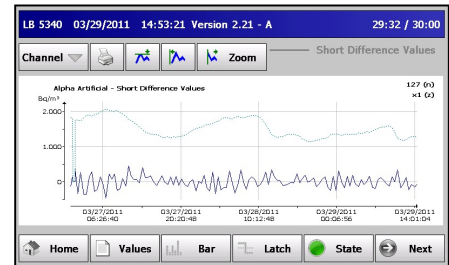 LB 5340 03/29/2011 14:53:21 Version 2.21 - A 29:32 / 30:00
Channel Zoom Short Difference Values
Alpha Artificial - Short Difference Values 127 (n)
Bq/m³ x1 (z)
2.000
1.000
0
03/27/2011 03/27/2011 03/28/2011 03/29/2011 03/29/2011
06:26:40 20:20:48 10:12:48 00:06:56 14:01:04
Home Values Bar Latch State Next